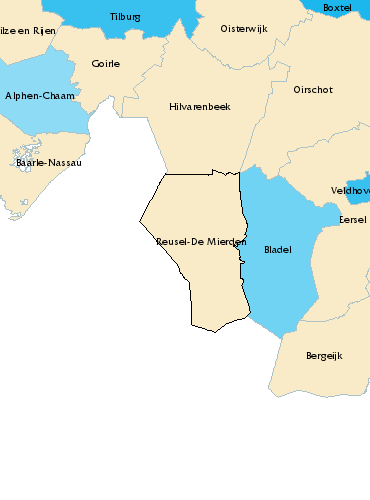 Boxtel
Tilburg
Oisterwijk
ilze en Rijen
Goirle
Oirschot
Alphen-Chaam
Hilvarenbeek
Baarle-Nassau
Veldhove
Eersel
Reusel-De Mierden
Bladel
Bergeijk